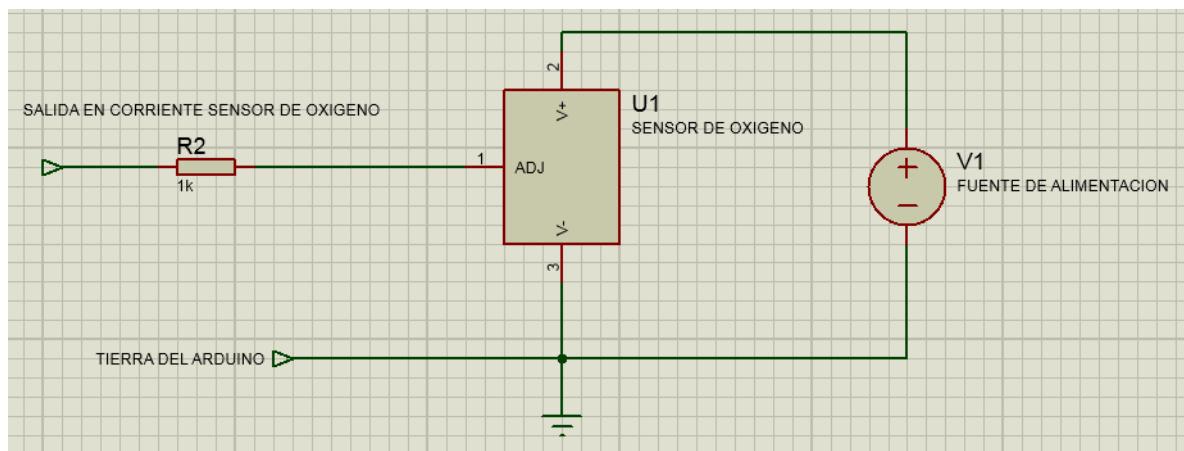 2
U1
SENSOR DE OXIGENO
V+
SALIDA EN CORRIENTE SENSOR DE OXIGENO
R2
1k
1
ADJ
V1
FUENTE DE ALIMENTACION
V-
3
TIERRA DEL ARDUINO